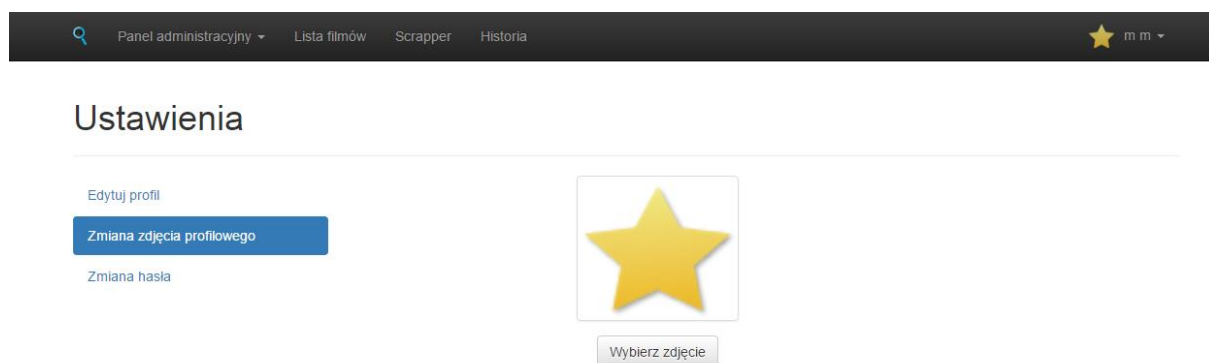 Panel administracyjny Lista filmów Scrapper Historia m m
Ustawienia
Edytuj profil
Zmiana zdjęcia profilowego
Zmiana hasła
Wybierz zdjęcie